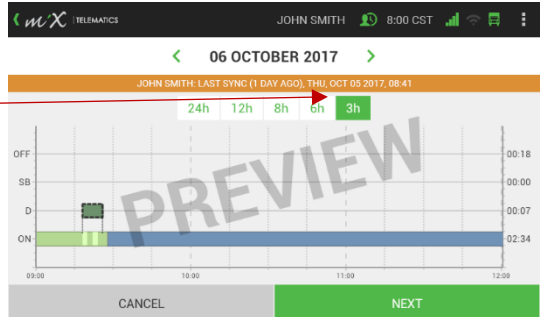 mix TELEMATICS JOHN SMITH 8:00 CST
06 OCTOBER 2017
JOHN SMITH: LAST SYNC (1 DAY AGO), THU, OCT 05 2017, 08:41
24h 12h 8h 6h 3h
OFF 00:18
SB 00:00
D 00:07
ON 02:34
09:00 10:00 11:00 12:00
PREVIEW
CANCEL NEXT